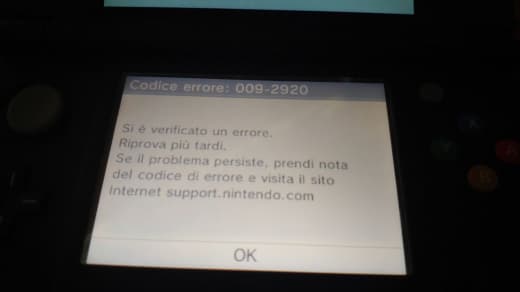 Codice errore: 009-2920
Si è verificato un errore.
Riprova più tardi.
Se il problema persiste, prendi nota
del codice di errore e visita il sito
Internet support.nintendo.com
OK
X
Y
A
B